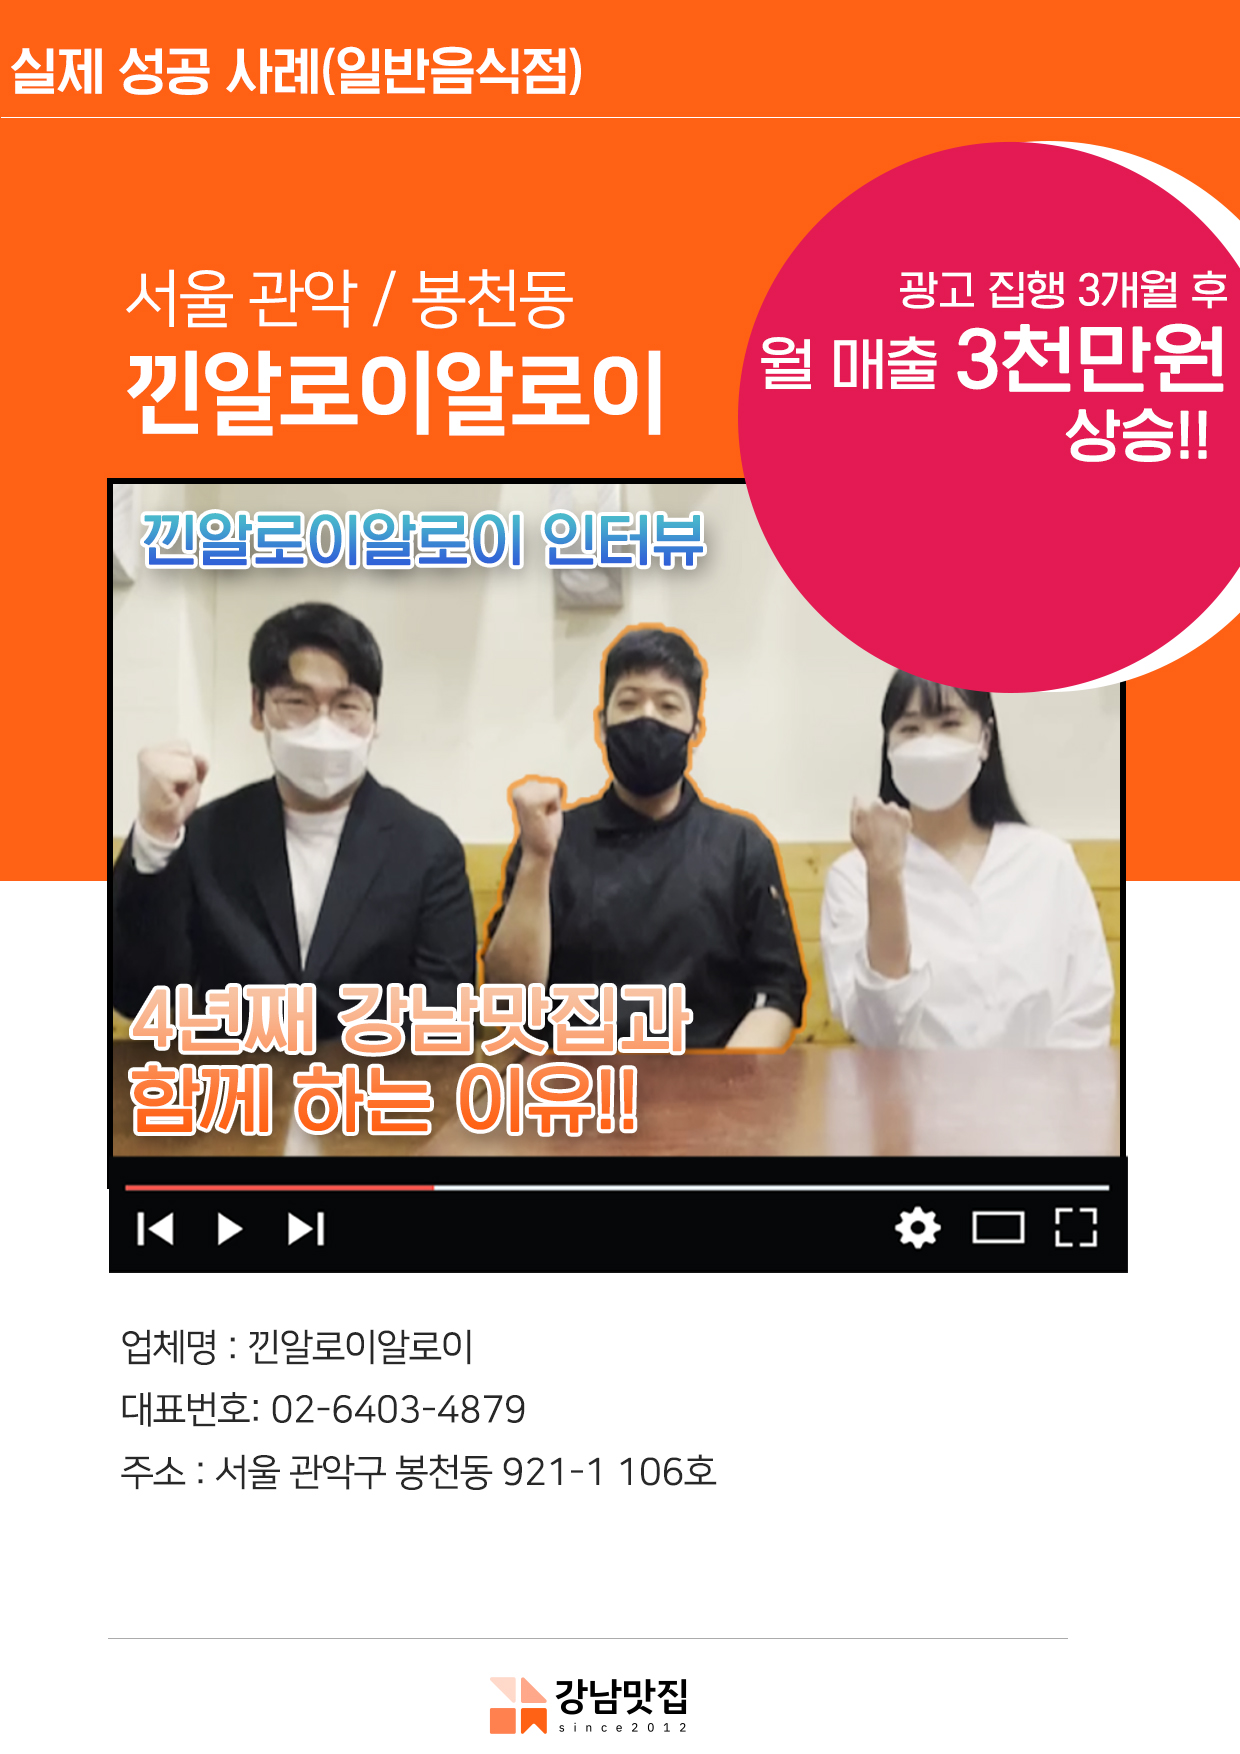 실제 성공 사례(일반음식점)
서울 관악 / 봉천동
낀알로이알로이
광고 집행 3개월 후
월 매출 3천만원
상승!!
낀알로이알로이 인터뷰
4년째 강남맛집과
함께 하는 이유!!
업체명 : 낀알로이알로이
대표번호: 02-6403-4879
주소 : 서울 관악구 봉천동 921-1 106호
강남맛집
since2012